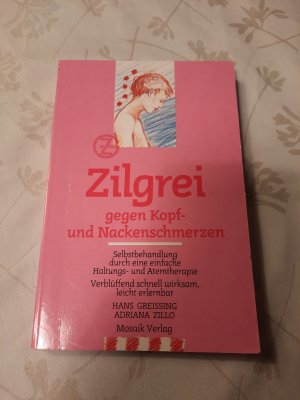 Z
Zilgrei
gegen Kopf-
und Nackenschmerzen
Selbstbehandlung
durch eine einfache
Haltungs- und Atemtherapie
Verblüffend schnell wirksam,
leicht erlernbar
HANS GREISSING
ADRIANA ZILLO
Mosaik Verlag